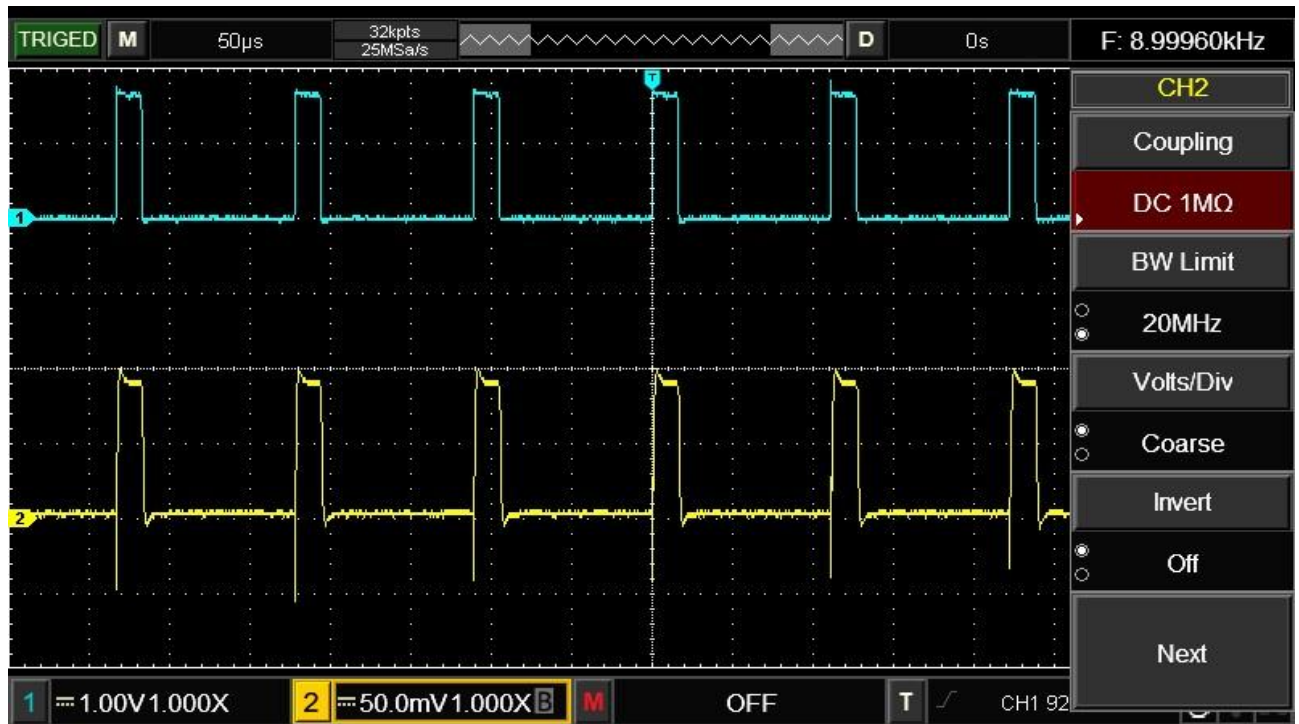 TRIGED M 50μs 32kpts D 0s F: 8.99960kHz
25MSa/s
T
CH2
Coupling
1 DC 1MΩ
BW Limit
20MHz
Volts/Div
Coarse
2 Invert
Off
Next
1 1.00V 1.000X 2 50.0mV 1.000X B M OFF T CH1 92